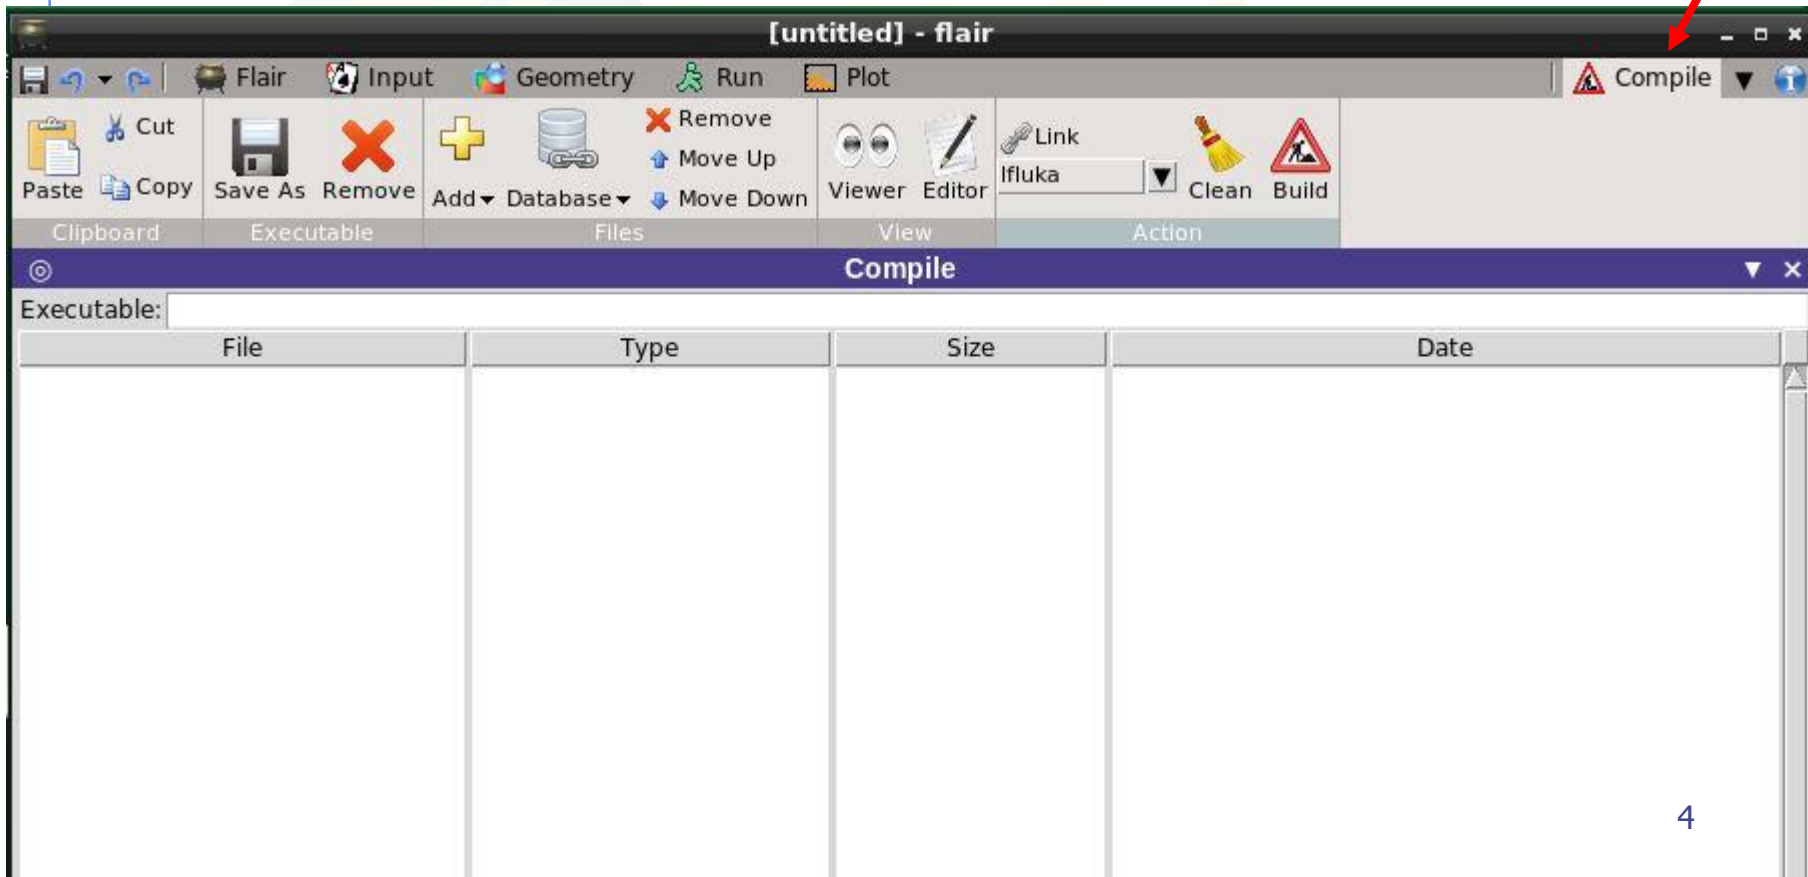 [untitled] - flair
Flair Input Geometry Run Plot Compile
Cut
Copy
Paste
Save As Remove
Add Database
Remove
Move Up
Move Down
Viewer Editor
Link
lfluka
Clean Build
Clipboard Executable Files View Action
Compile
Executable:
File Type Size Date
4